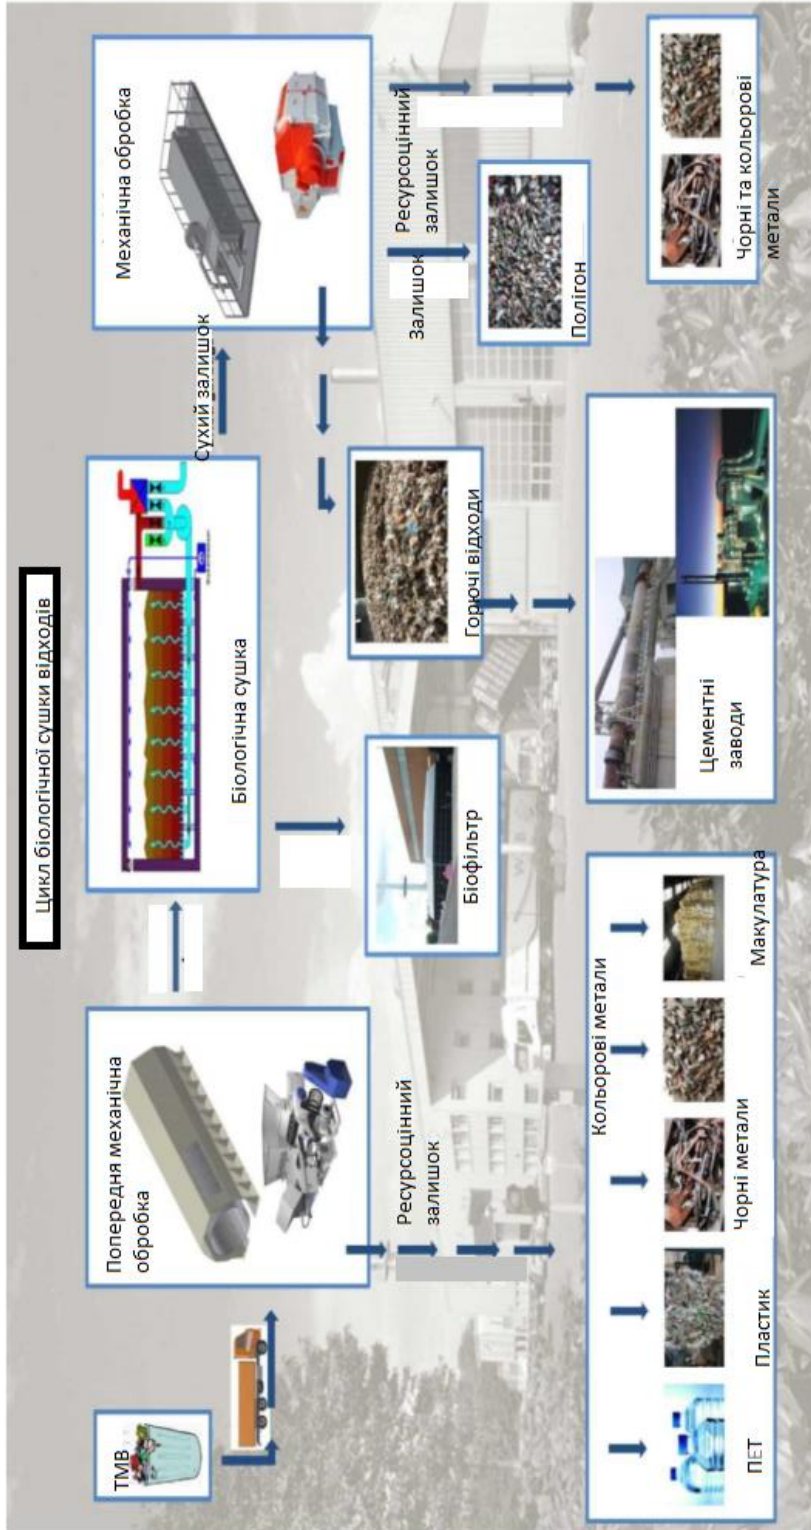 Цикл біологічної сушки відходів
ТМВ
Попередня механічна
обробка
Біологічна сушка
Сухий залишок
Механічна обробка
Ресурсоцінний
залишок
Біофільтр
Горючі відходи
Залишок
Ресурсоцінний
залишок
Полігон
Кольорові метали
ПЕТ
Пластик
Чорні метали
Макулатура
Цементні
заводи
Чорні та кольорові
метали